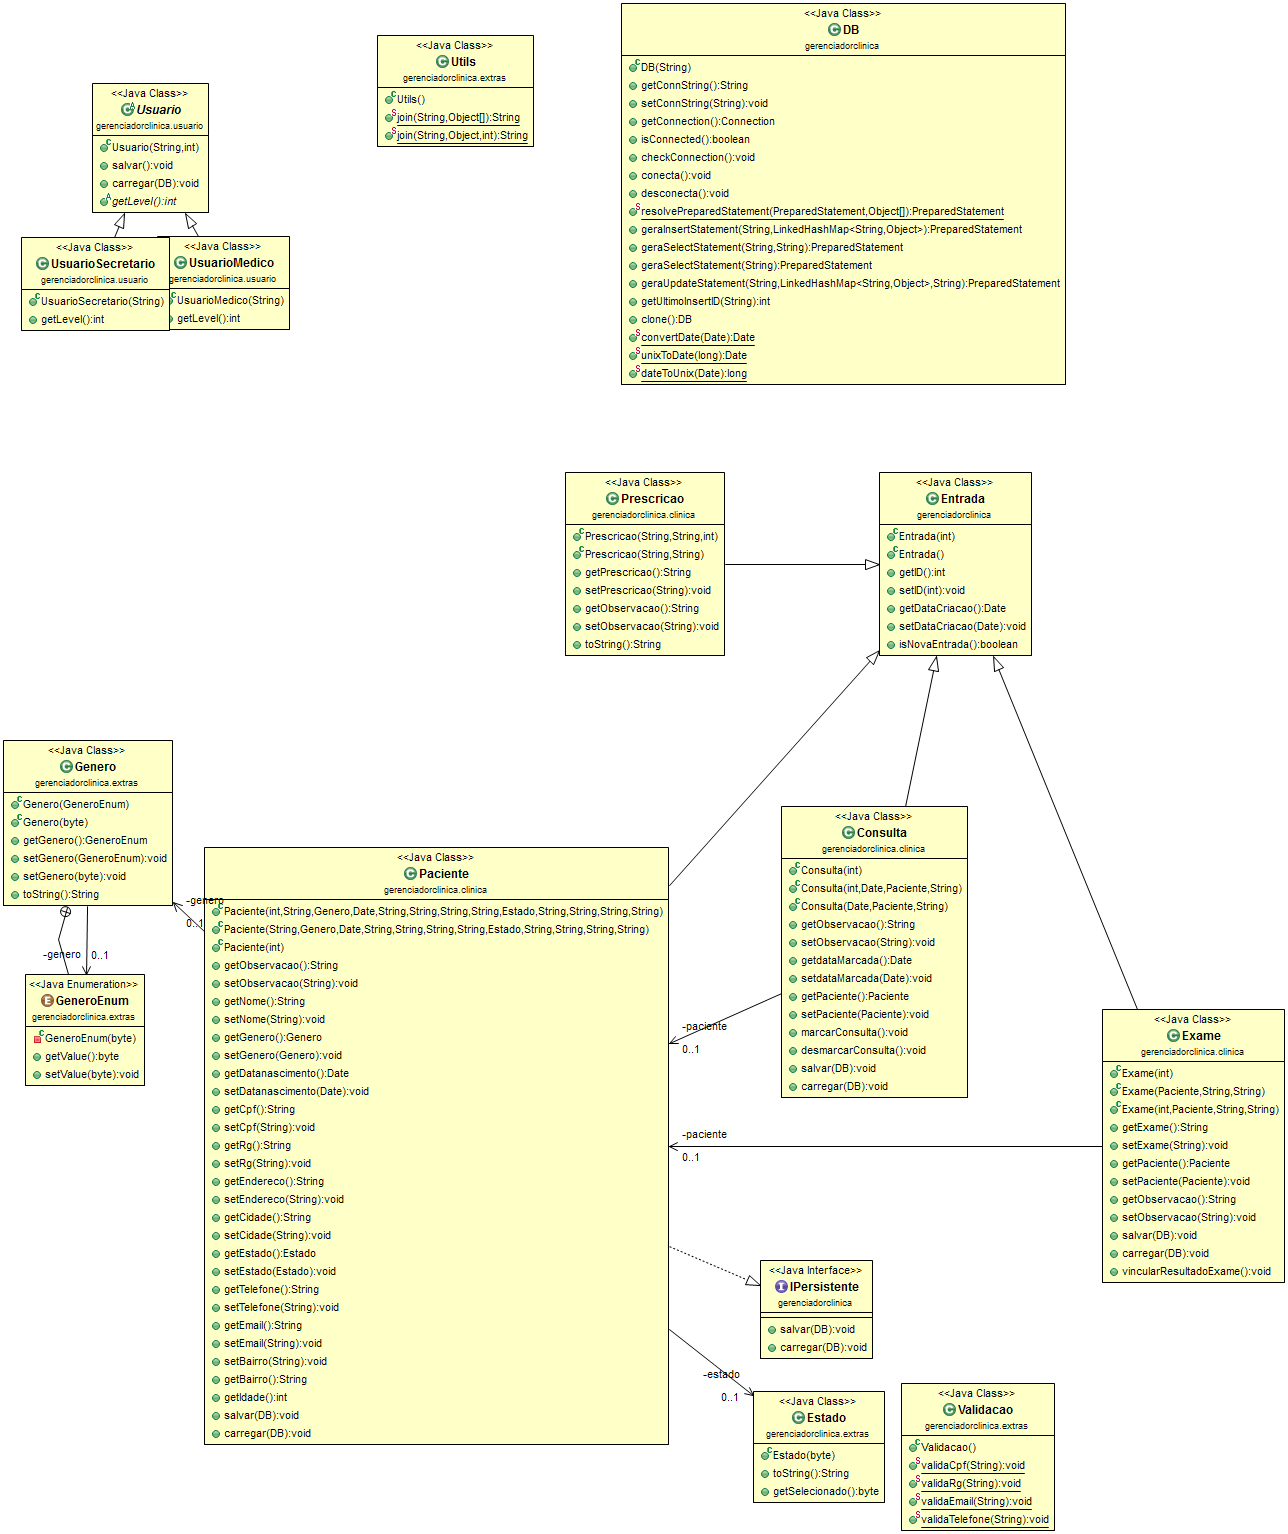 <<Java Class>>
DB
gerenciadorclinica
DB(String)
getConnString():String
setConnString(String):void
getConnection():Connection
isConnected():boolean
checkConnection():void
conecta():void
desconecta():void
resolvePreparedStatement(PreparedStatement,Object[]):PreparedStatement
geraInsertStatement(String,LinkedHashMap<String,Object>):PreparedStatement
geraSelectStatement(String,String):PreparedStatement
geraSelectStatement(String):PreparedStatement
geraUpdateStatement(String,LinkedHashMap<String,Object>,String):PreparedStatement
getUltimoInsertID(String):int
clone():DB
convertDate(Date):Date
unixToDate(long):Date
dateToUnix(Date):long
<<Java Class>>
Utils
gerenciadorclinica.extras
Utils()
join(String,Object[]):String
join(String,Object,int):String
<<Java Class>>
Usuario
gerenciadorclinica.usuario
Usuario(String,int)
salvar():void
carregar(DB):void
getLevel():int
<<Java Class>>
UsuarioSecretario
gerenciadorclinica.usuario
UsuarioSecretario(String)
getLevel():int
<<Java Class>>
UsuarioMedico
gerenciadorclinica.usuario
UsuarioMedico(String)
getLevel():int
<<Java Class>>
Prescricao
gerenciadorclinica.clinica
Prescricao(String,String,int)
Prescricao(String,String)
getPrescricao():String
setPrescricao(String):void
getObservacao():String
setObservacao(String):void
toString():String
<<Java Class>>
Entrada
gerenciadorclinica
Entrada(int)
Entrada()
getID():int
setID(int):void
getDataCriacao():Date
setDataCriacao(Date):void
isNovaEntrada():boolean
<<Java Class>>
Genero
gerenciadorclinica.extras
Genero(GeneroEnum)
Genero(byte)
getGenero():GeneroEnum
setGenero(GeneroEnum):void
setGenero(byte):void
toString():String
-genero
0..1
<<Java Enumeration>>
GeneroEnum
gerenciadorclinica.extras
GeneroEnum(byte)
getValue():byte
setValue(byte):void
-genero
0..1
<<Java Class>>
Paciente
gerenciadorclinica.clinica
Paciente(int,String,Genero,Date,String,String,String,String,Estado,String,String,String,String)
Paciente(String,Genero,Date,String,String,String,String,Estado,String,String,String,String)
Paciente(int)
getObservacao():String
setObservacao(String):void
getNome():String
setNome(String):void
getGenero():Genero
setGenero(Genero):void
getDatanascimento():Date
setDatanascimento(Date):void
getCpf():String
setCpf(String):void
getRg():String
setRg(String):void
getEndereco():String
setEndereco(String):void
getCidade():String
setCidade(String):void
getEstado():Estado
setEstado(Estado):void
getTelefone():String
setTelefone(String):void
getEmail():String
setEmail(String):void
setBairro(String):void
getBairro():String
getIdade():int
salvar(DB):void
carregar(DB):void
<<Java Class>>
Consulta
gerenciadorclinica.clinica
Consulta(int)
Consulta(int,Date,Paciente,String)
Consulta(Date,Paciente,String)
getObservacao():String
setObservacao(String):void
getdataMarcada():Date
setdataMarcada(Date):void
getPaciente():Paciente
setPaciente(Paciente):void
marcarConsulta():void
desmarcarConsulta():void
salvar(DB):void
carregar(DB):void
-paciente
0..1
<<Java Class>>
Exame
gerenciadorclinica.clinica
Exame(int)
Exame(Paciente,String,String)
Exame(int,Paciente,String,String)
getExame():String
setExame(String):void
getPaciente():Paciente
setPaciente(Paciente):void
getObservacao():String
setObservacao(String):void
salvar(DB):void
carregar(DB):void
vincularResultadoExame():void
-paciente
0..1
<<Java Interface>>
IPersistente
gerenciadorclinica
salvar(DB):void
carregar(DB):void
-estado
0..1
<<Java Class>>
Estado
gerenciadorclinica.extras
Estado(byte)
toString():String
getSelecionado():byte
<<Java Class>>
Validacao
gerenciadorclinica.extras
Validacao()
validaCpf(String):void
validaRg(String):void
validaEmail(String):void
validaTelefone(String):void